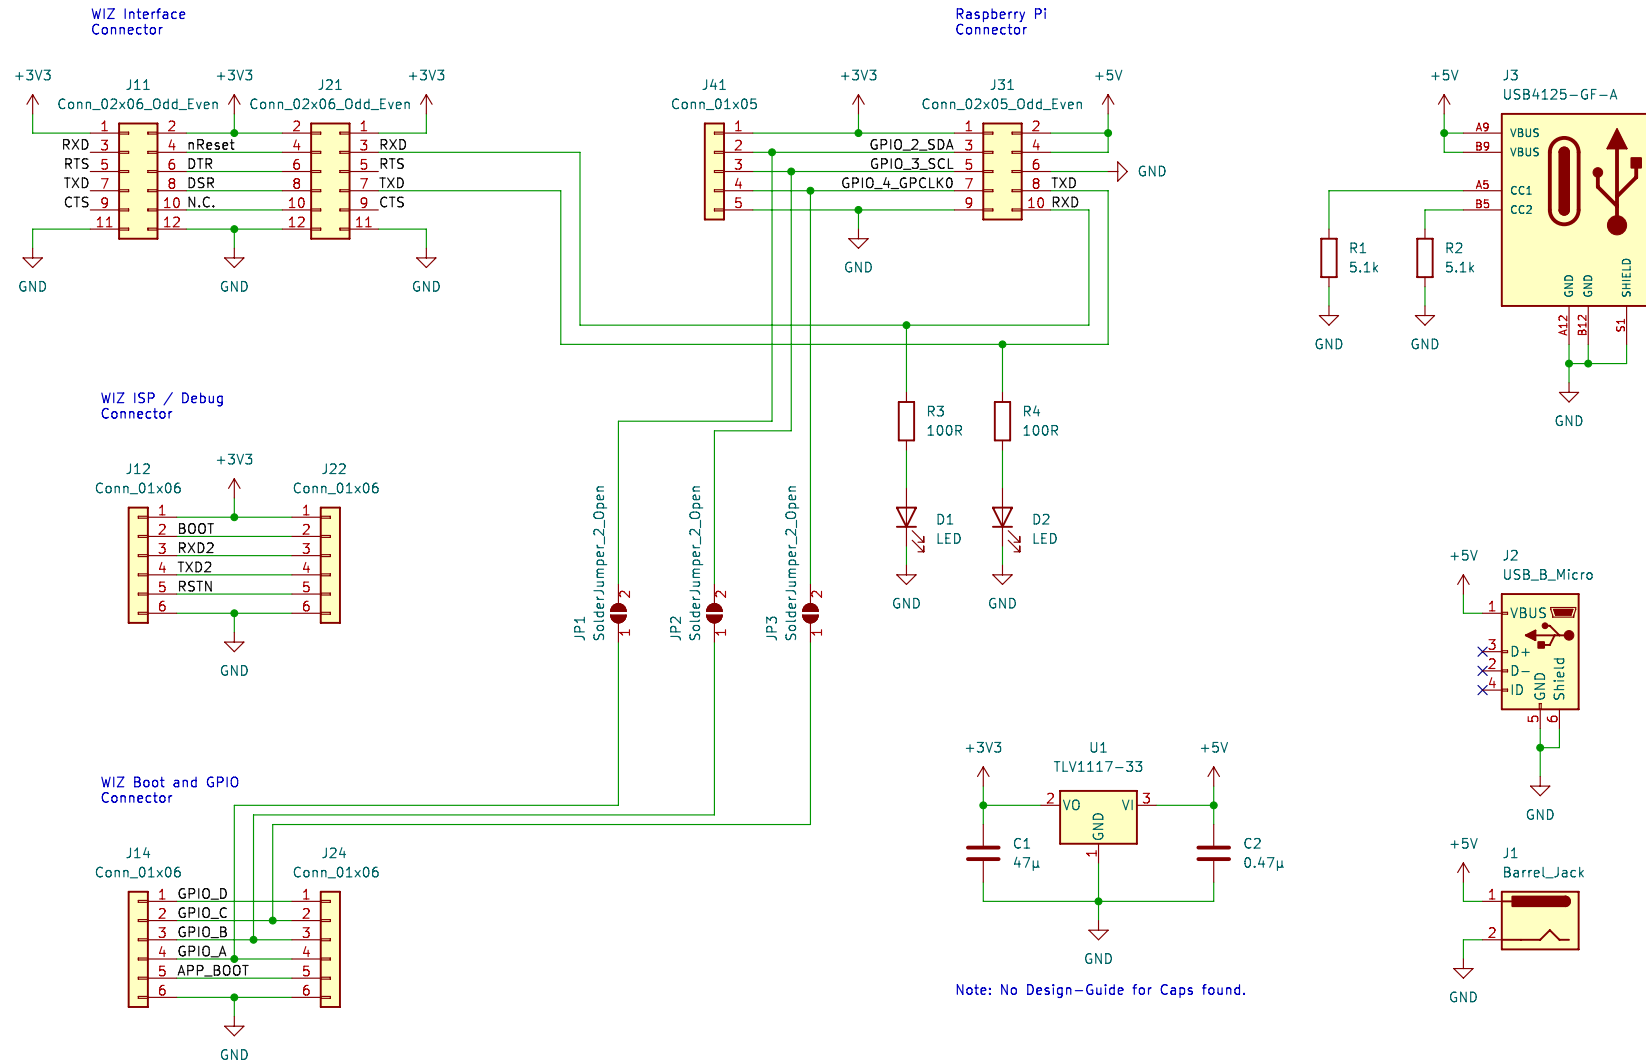 WIZ Interface
Connector
+3V3
+3V3
+3V3
J11
Conn_02x06_Odd_Even
J21
Conn_02x06_Odd_Even
1 2
RXD 3 4 nReset
RTS 5 6 DTR
TXD 7 8 DSR
CTS 9 10 N.C.
11 12
2 1
4 3 RXD
6 5 RTS
8 7 TXD
10 9 CTS
12 11
GND
GND
GND
Raspberry Pi
Connector
J41
Conn_01x05
+3V3
J31
Conn_02x05_Odd_Even
+5V
1
2
3
4
5
1 2
GPIO_2_SDA 3 4
GPIO_3_SCL 5 6
GPIO_4_GPCLK0 7 8 TXD
9 10 RXD
GND
GND
+5V
J3
USB4125-GF-A
A9 VBUS
B9 VBUS
A5 CC1
B5 CC2
GND
GND
SHIELD
A12
B12
S1
R1
5.1k
R2
5.1k
GND
GND
GND
WIZ ISP / Debug
Connector
J12
Conn_01x06
+3V3
J22
Conn_01x06
1 1
2 BOOT 2
3 RXD2 3
4 TXD2 4
5 RSTN 5
6 6
GND
R3
100R
R4
100R
D1
LED
D2
LED
GND
GND
JP1
SolderJumper_2_Open
2
1
JP2
SolderJumper_2_Open
2
1
JP3
SolderJumper_2_Open
2
1
+5V
J2
USB_B_Micro
1 VBUS
3 D+
2 D-
4 ID
GND
Shield
5
6
GND
WIZ Boot and GPIO
Connector
J14
Conn_01x06
J24
Conn_01x06
1 GPIO_D 1
2 GPIO_C 2
3 GPIO_B 3
4 GPIO_A 4
5 APP_BOOT 5
6 6
GND
+3V3
U1
TLV1117-33
+5V
2 VO VI 3
GND
1
C1
47µ
C2
0.47µ
GND
Note: No Design-Guide for Caps found.
+5V
J1
Barrel_Jack
1
2
GND